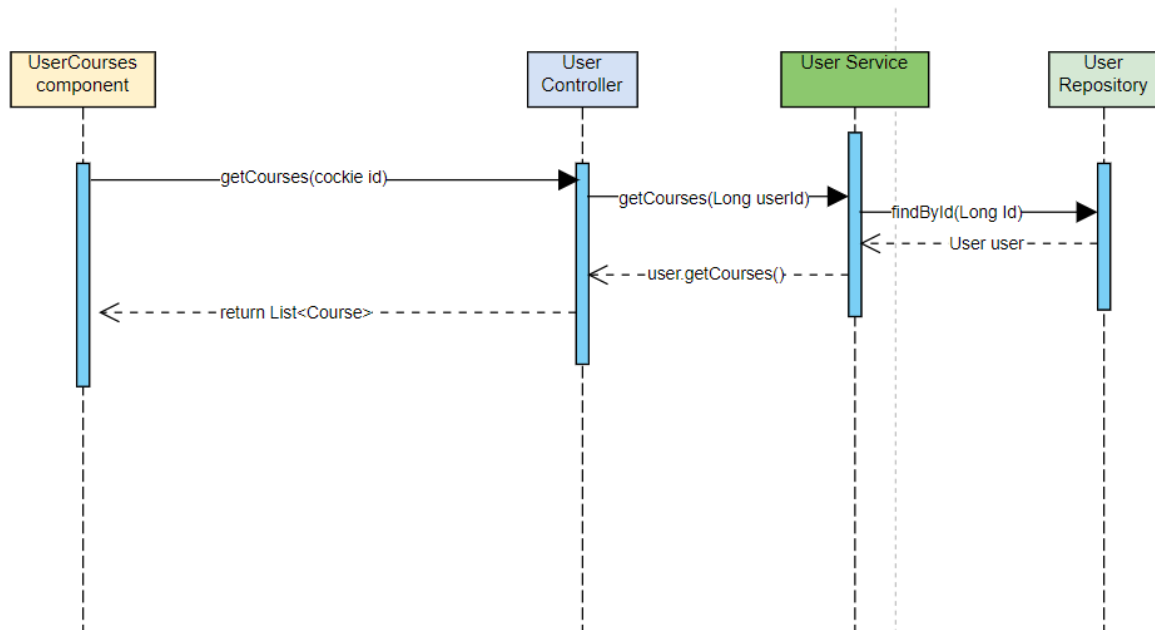 UserCourses
component
User
Controller
User Service
User
Repository
getCourses(cockie id)
getCourses(Long userId)
findById(Long Id)
User user
user.getCourses()
return List<Course>